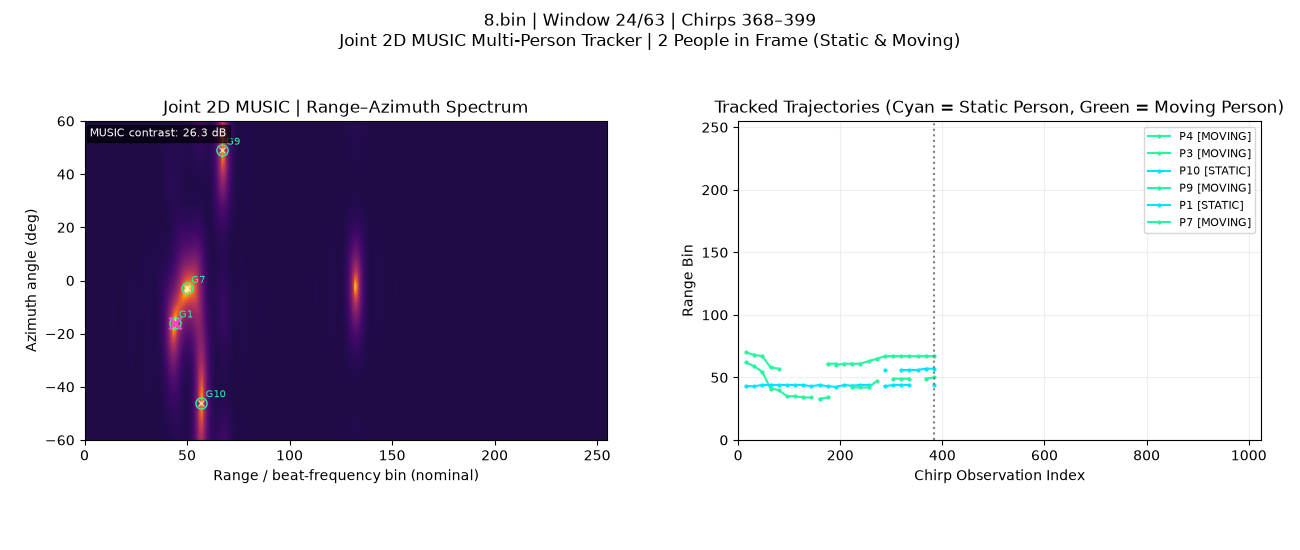 8.bin | Window 24/63 | Chirps 368–399
Joint 2D MUSIC Multi-Person Tracker | 2 People in Frame (Static & Moving)
Joint 2D MUSIC | Range–Azimuth Spectrum
MUSIC contrast: 26.3 dB
G9
G7
G1
G10
60
40
20
0
−20
−40
−60
Azimuth angle (deg)
0
50
100
150
200
250
Range / beat-frequency bin (nominal)
Tracked Trajectories (Cyan = Static Person, Green = Moving Person)
P4 [MOVING]
P3 [MOVING]
P10 [STATIC]
P9 [MOVING]
P1 [STATIC]
P7 [MOVING]
250
200
150
100
50
0
Range Bin
0
200
400
600
800
1000
Chirp Observation Index